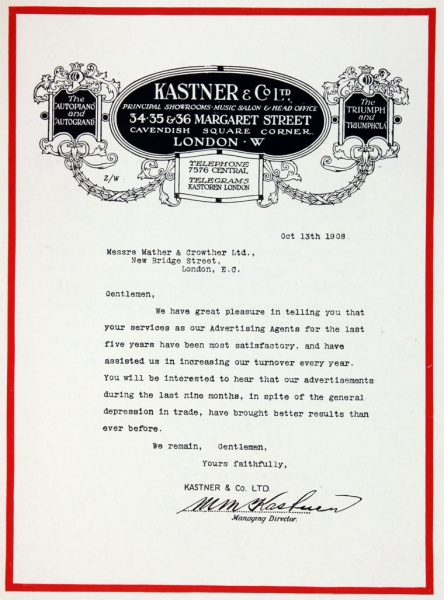 The
AUTOPIANO
and
AUTOGRAND
KASTNER & Co LTD.
PRINCIPAL SHOWROOMS·MUSIC SALON & HEAD OFFICE
34·35 & 36 MARGARET STREET
CAVENDISH SQUARE CORNER.
LONDON·W
The
TRIUMPH
and
TRIUMPHOLA
TELEPHONE
7576 CENTRAL
TELEGRAMS
KASTOREN LONDON
2/W
Oct 13th 1908
Messrs Mather & Crowther Ltd.,
New Bridge Street,
London, E.C.
Gentlemen,
We have great pleasure in telling you that
your services as our Advertising Agents for the last
five years have been most satisfactory, and have
assisted us in increasing our turnover every year.
You will be interested to hear that our advertisements
during the last nine months, in spite of the general
depression in trade, have brought better results than
ever before.
We remain, Gentlemen,
Yours faithfully,
KASTNER & Co. LTD.
MM Kastner
Managing Director.